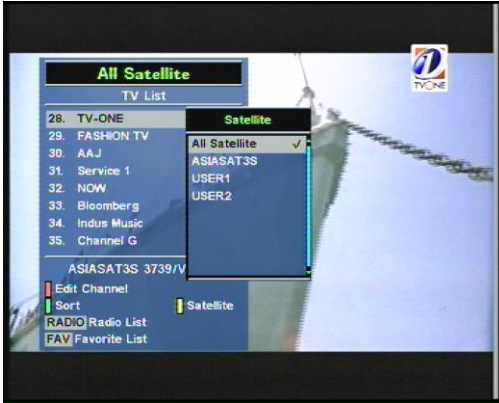 All Satellite
TV List
28. TV-ONE
29. FASHION TV
30. AAJ
31. Service 1
32. NOW
33. Bloomberg
34. Indus Music
35. Channel G
ASIASAT3S 3739/V
Edit Channel
Sort
Satellite
RADIO Radio List
FAV Favorite List
Satellite
All Satellite ✓
ASIASAT3S
USER1
USER2
TVONE